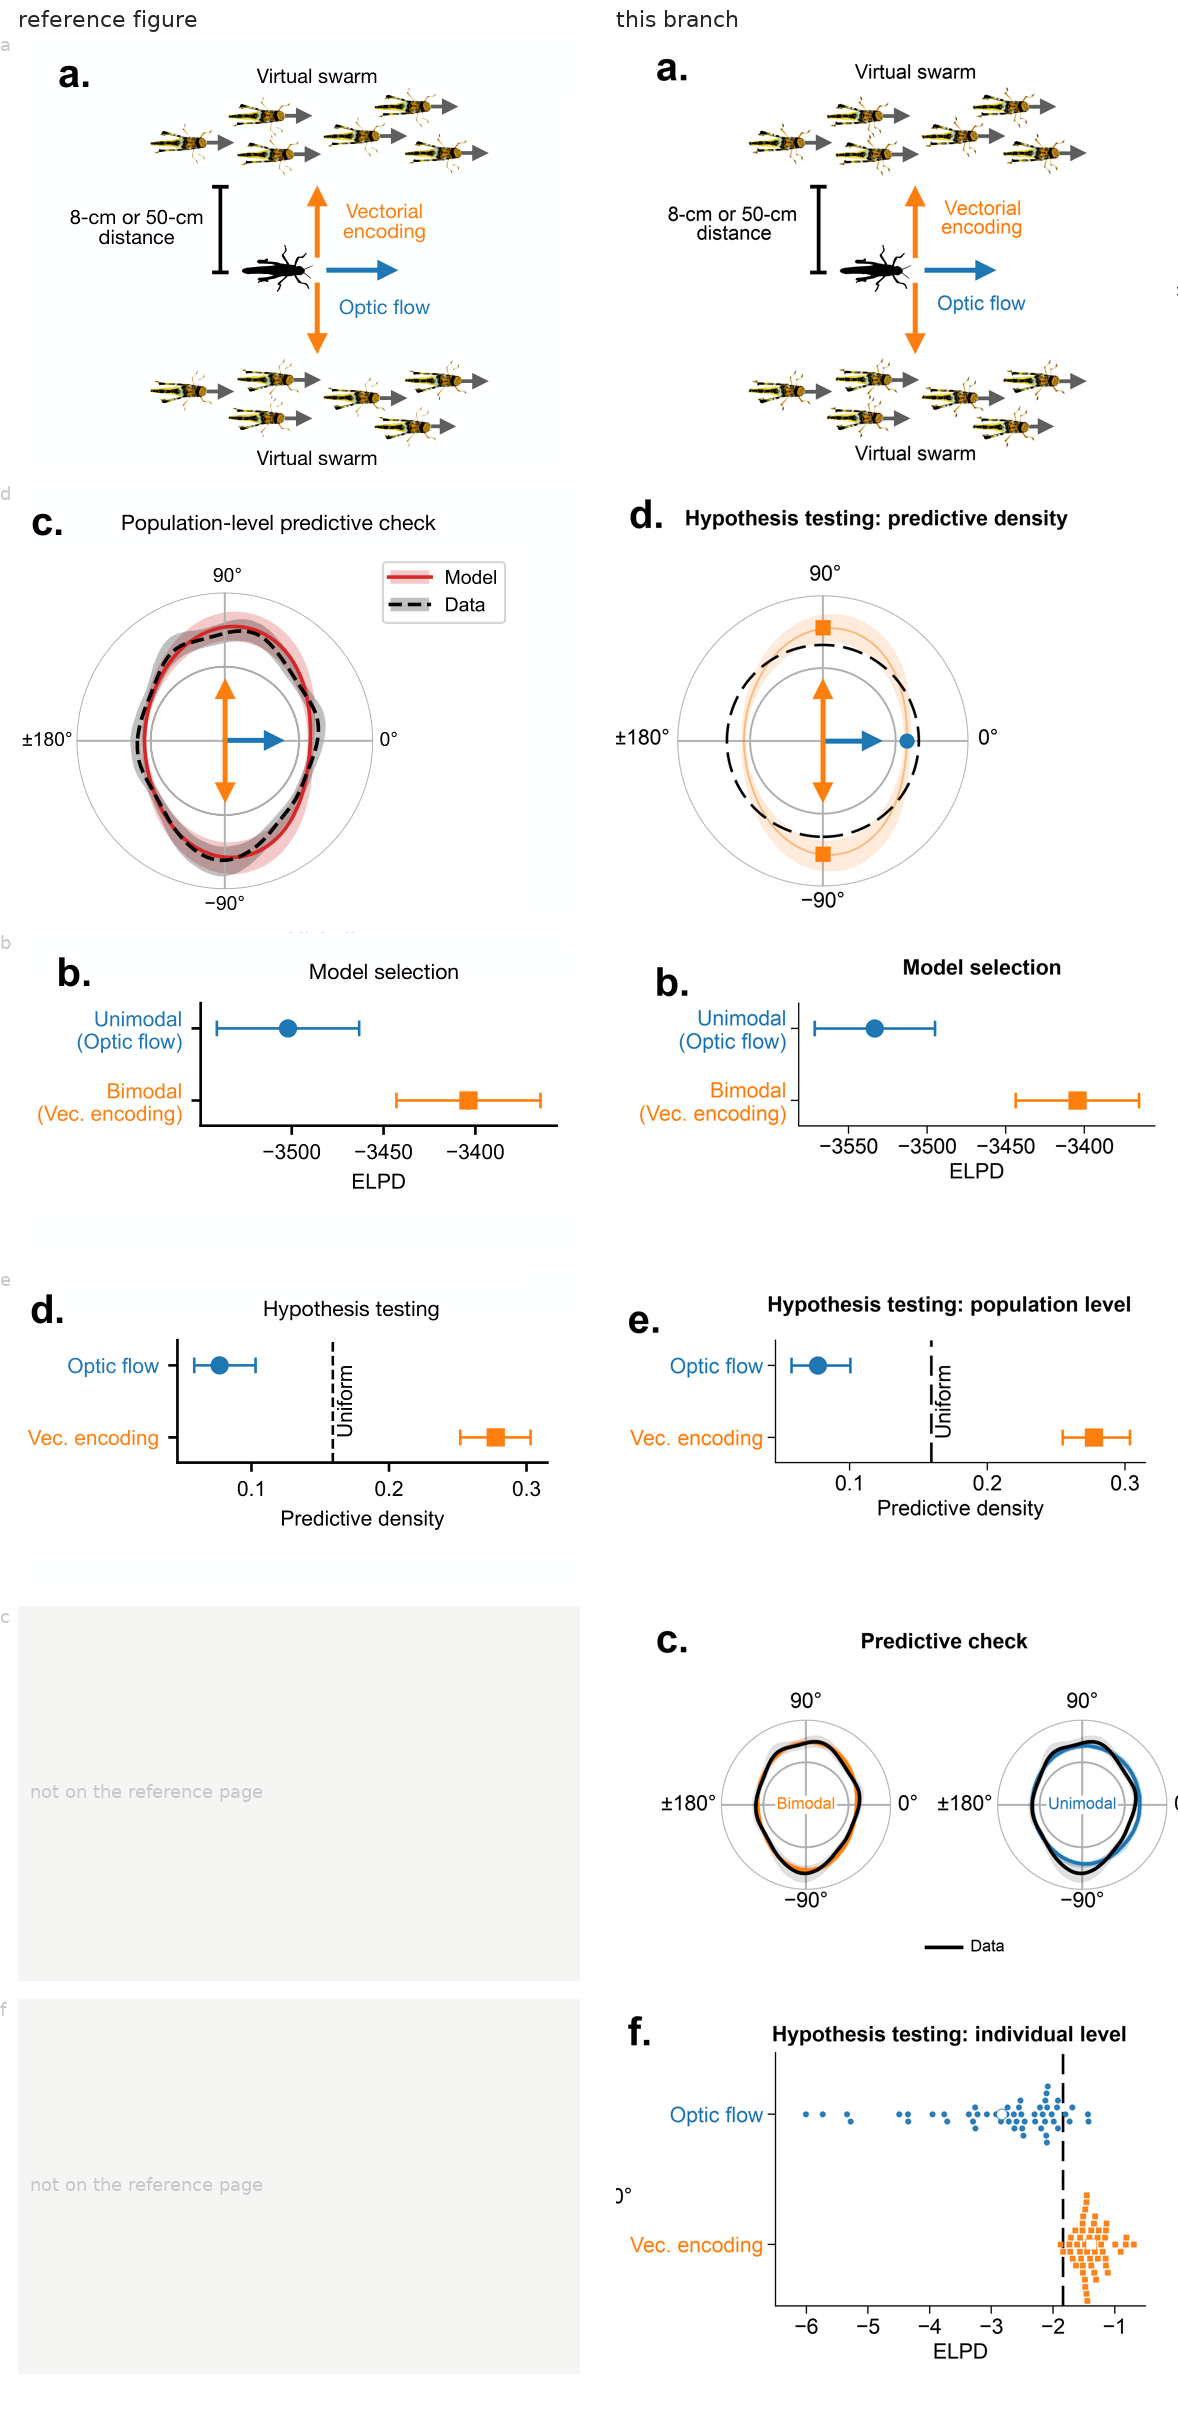 reference figure
this branch
a
a.
Virtual swarm
8-cm or 50-cm
distance
Vectorial
encoding
Optic flow
Virtual swarm
a.
Virtual swarm
8-cm or 50-cm
distance
Vectorial
encoding
Optic flow
Virtual swarm
d
c.
Population-level predictive check
Model
Data
90°
±180°
0°
−90°
d.
Hypothesis testing: predictive density
90°
±180°
0°
−90°
b
b.
Model selection
Unimodal
(Optic flow)
Bimodal
(Vec. encoding)
−3500
−3450
−3400
ELPD
b.
Model selection
Unimodal
(Optic flow)
Bimodal
(Vec. encoding)
−3550
−3500
−3450
−3400
ELPD
e
d.
Hypothesis testing
Optic flow
Vec. encoding
Uniform
0.1
0.2
0.3
Predictive density
e.
Hypothesis testing: population level
Optic flow
Vec. encoding
Uniform
0.1
0.2
0.3
Predictive density
c
not on the reference page
c.
Predictive check
90°
±180°
Bimodal
0°
−90°
90°
±180°
Unimodal
−90°
Data
f
not on the reference page
f.
Hypothesis testing: individual level
Optic flow
0°
Vec. encoding
−6
−5
−4
−3
−2
−1
ELPD